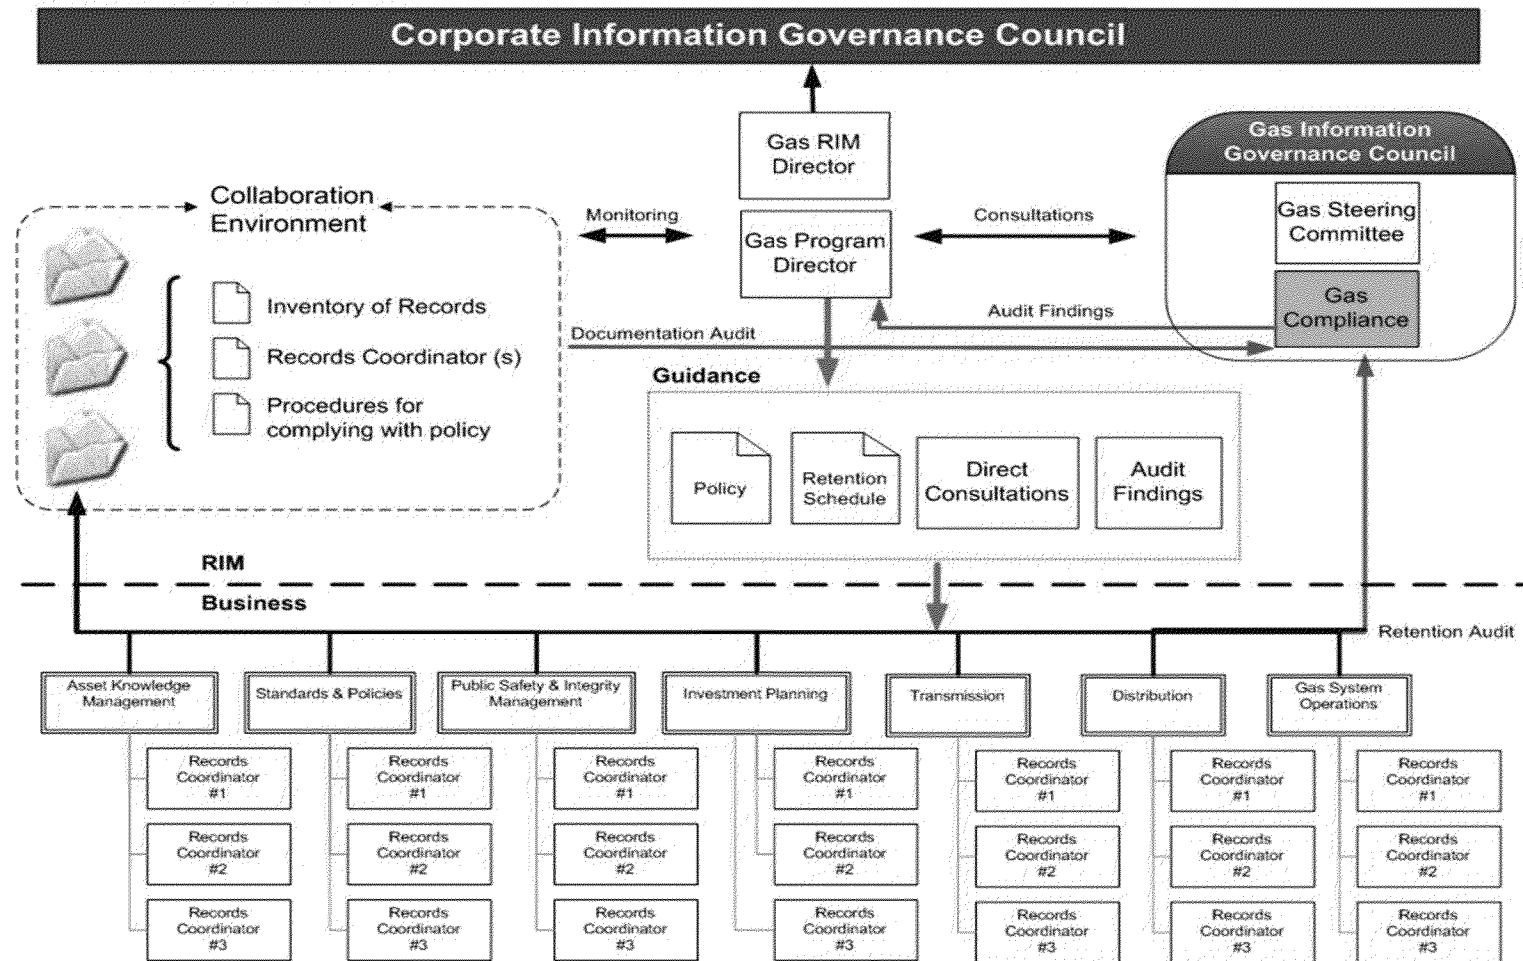 Corporate Information Governance Council
Gas RIM
Director
Gas Information
Governance Council
Collaboration
Environment
Monitoring
Gas Program
Director
Consultations
Gas Steering
Committee
Gas
Compliance
Inventory of Records
Records Coordinator (s)
Procedures for
complying with policy
Documentation Audit
Audit Findings
Guidance
Policy
Retention
Schedule
Direct
Consultations
Audit
Findings
RIM
Business
Retention Audit
Asset Knowledge
Management
Standards & Policies
Public Safety & Integrity
Management
Investment Planning
Transmission
Distribution
Gas System
Operations
Records
Coordinator
#1
Records
Coordinator
#1
Records
Coordinator
#1
Records
Coordinator
#1
Records
Coordinator
#1
Records
Coordinator
#1
Records
Coordinator
#1
Records
Coordinator
#2
Records
Coordinator
#2
Records
Coordinator
#2
Records
Coordinator
#2
Records
Coordinator
#2
Records
Coordinator
#2
Records
Coordinator
#2
Records
Coordinator
#3
Records
Coordinator
#3
Records
Coordinator
#3
Records
Coordinator
#3
Records
Coordinator
#3
Records
Coordinator
#3
Records
Coordinator
#3